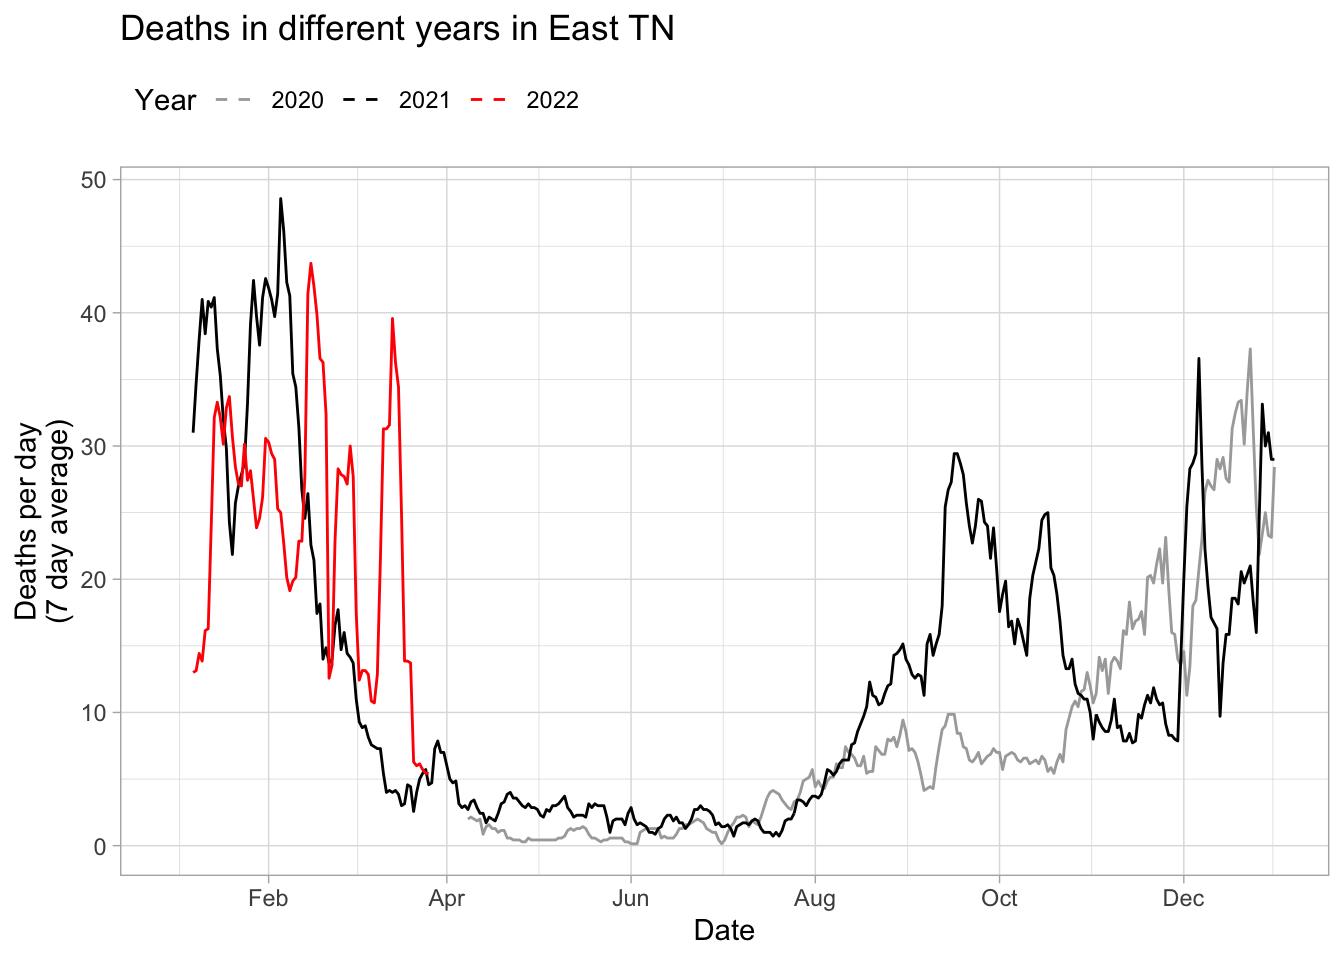 Deaths in different years in East TN
Year 2020 2021 2022
Deaths per day
(7 day average)
50
40
30
20
10
0
Feb Apr Jun Aug Oct Dec
Date